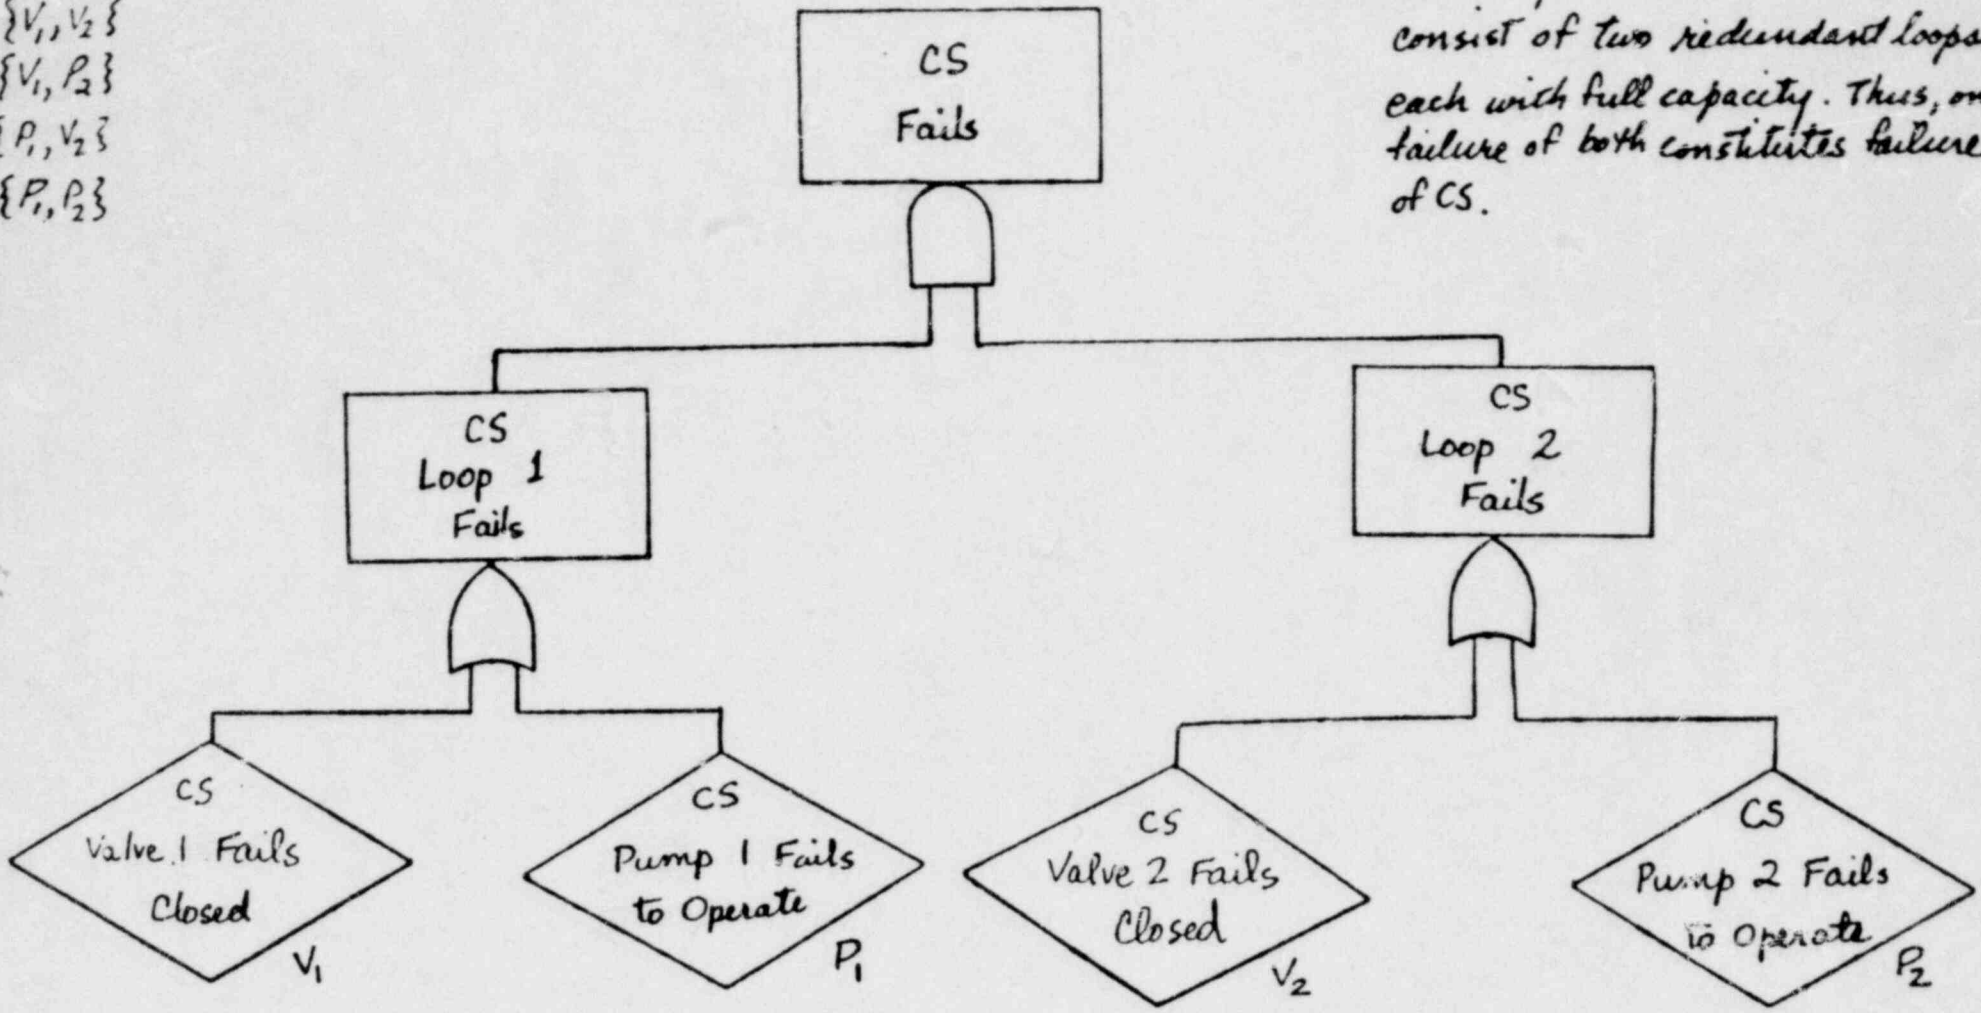 {V₁, V₂}
{V₁, P₂}
{P₁, V₂}
{P₁, P₂}
consist of two redundant loops
each with full capacity. Thus, on
failure of both constitutes failure
of CS.
CS
Fails
CS
Loop 1
Fails
CS
Loop 2
Fails
CS
Valve 1 Fails
Closed
V₁
CS
Pump 1 Fails
to Operate
P₁
CS
Valve 2 Fails
Closed
V₂
CS
Pump 2 Fails
to Operate
P₂